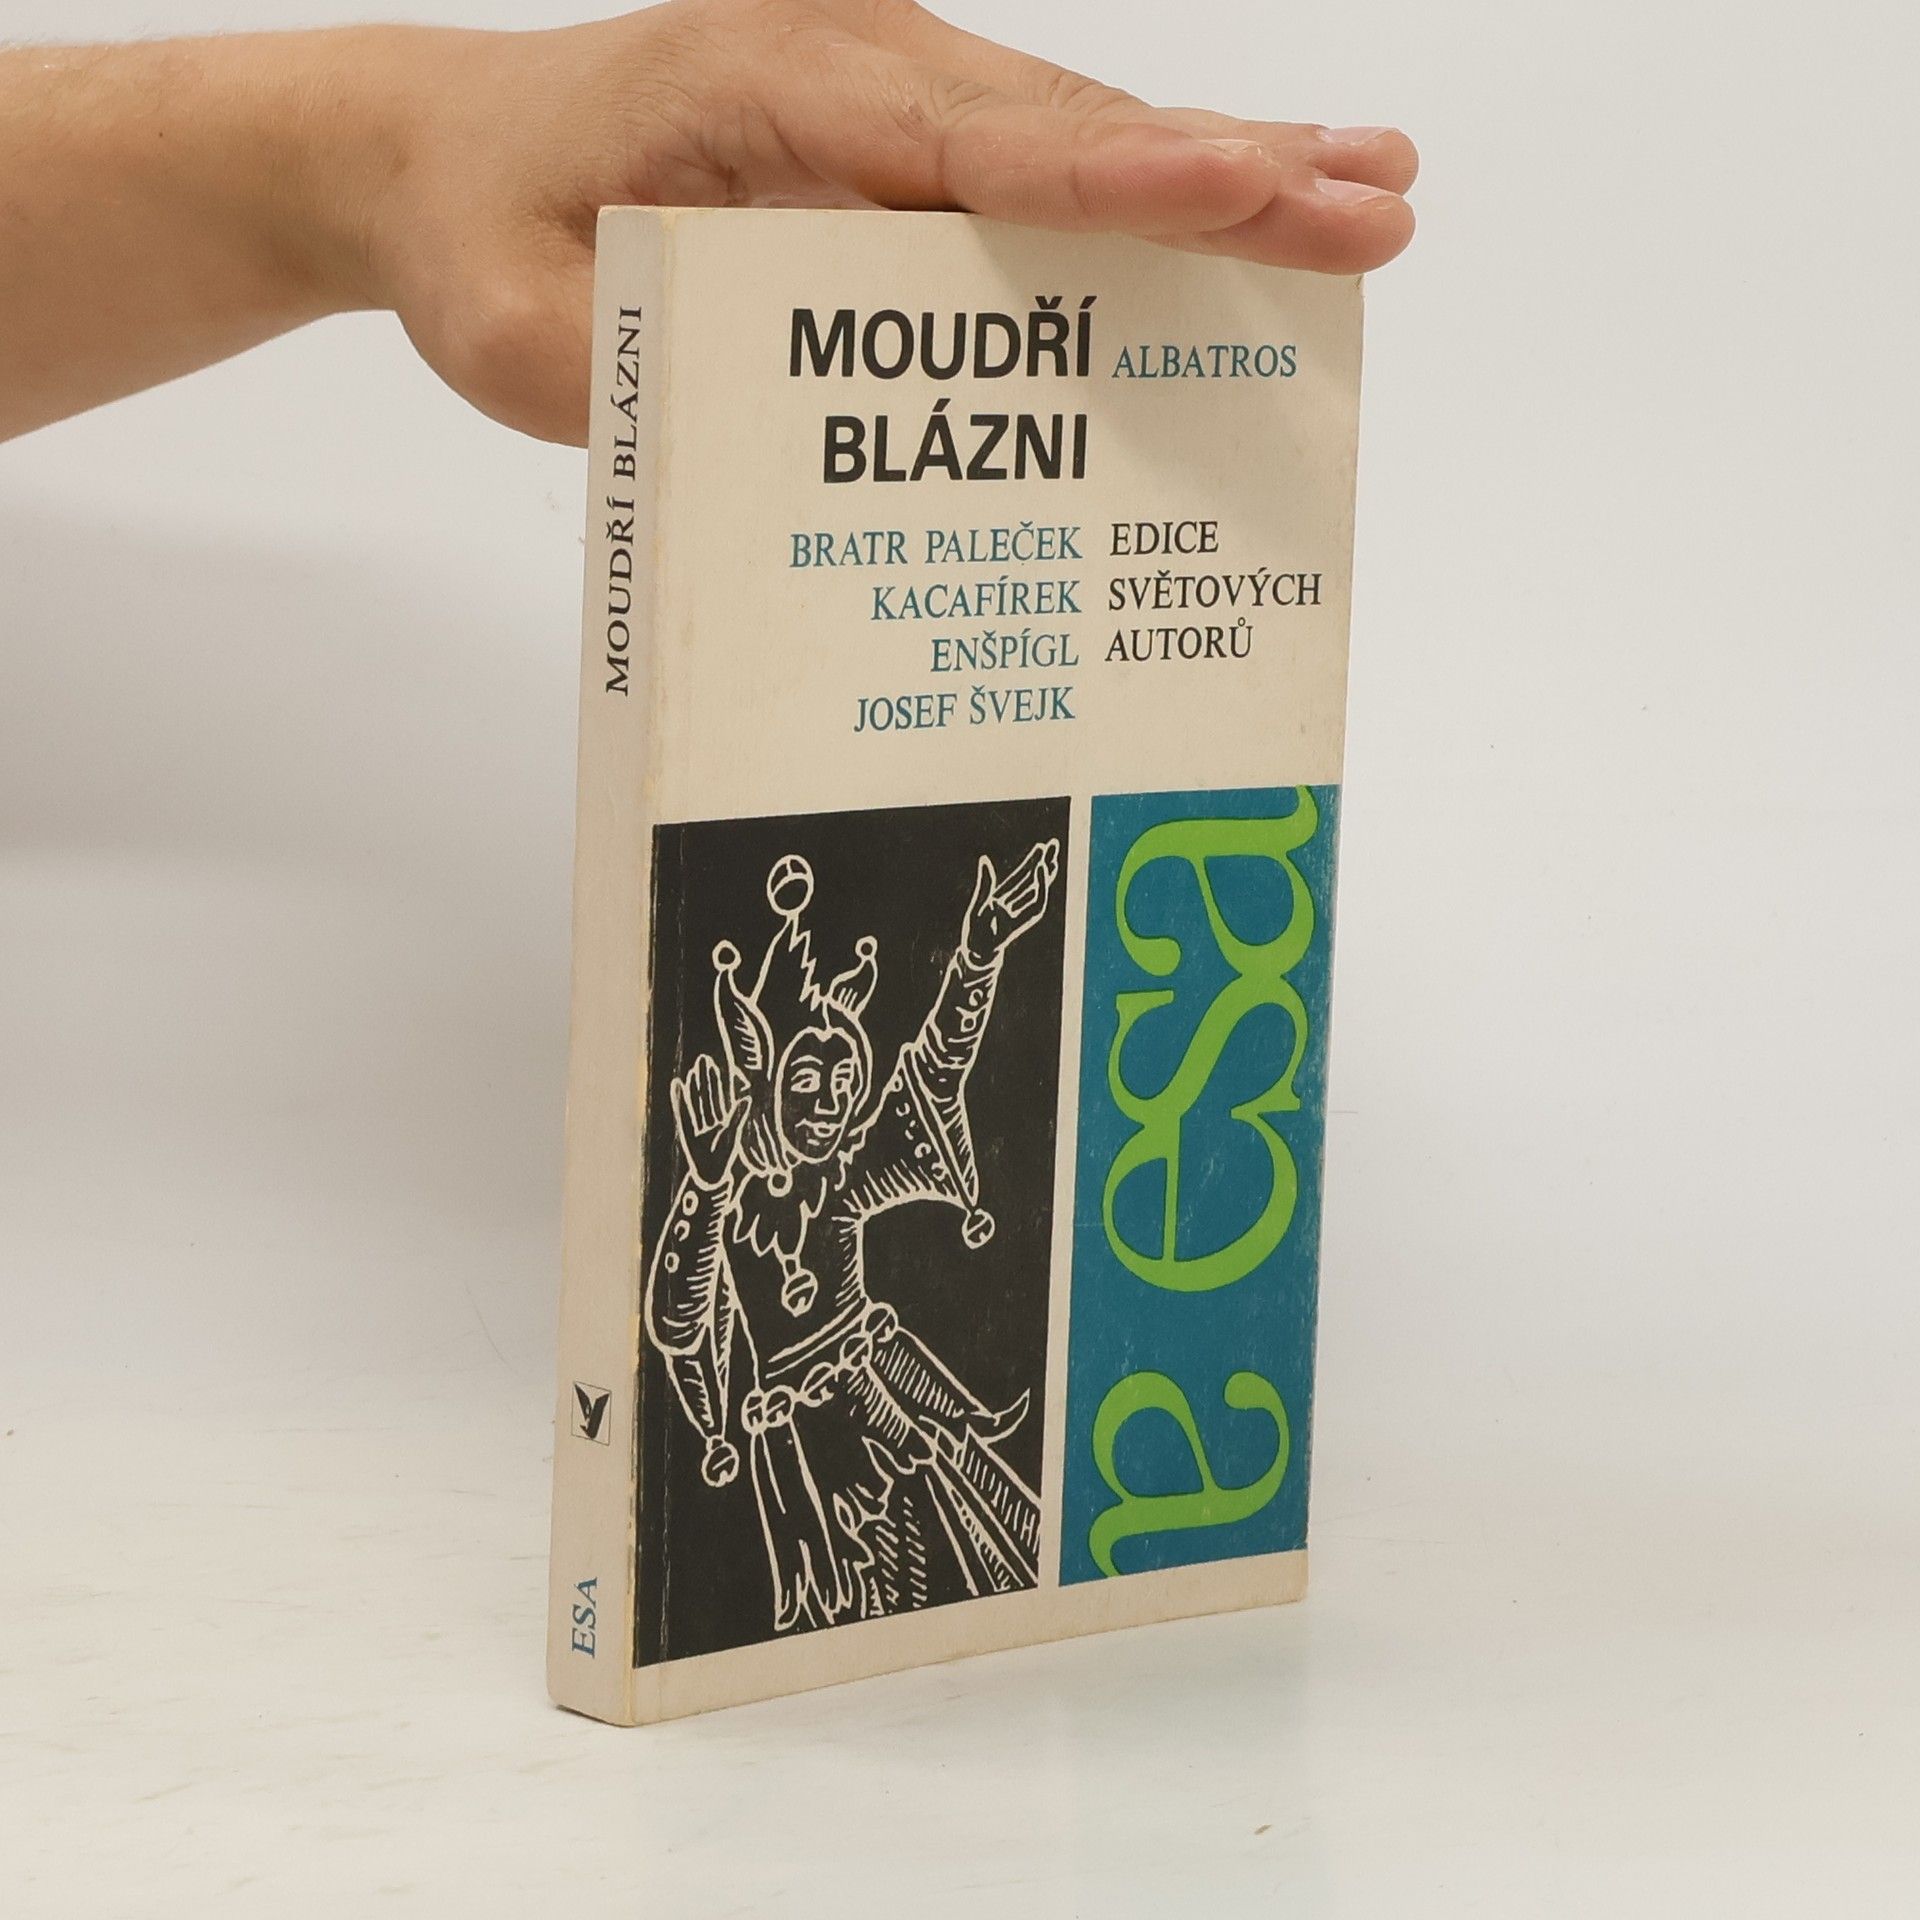 MOUDŘÍ BLÁZNI
ESA
MOUDŘÍ
BLÁZNI
ALBATROS
BRATR PALEČEK
KACAFÍREK
ENŠPÍGL
JOSEF ŠVEJK
EDICE
SVĚTOVÝCH
AUTORŮ
esa